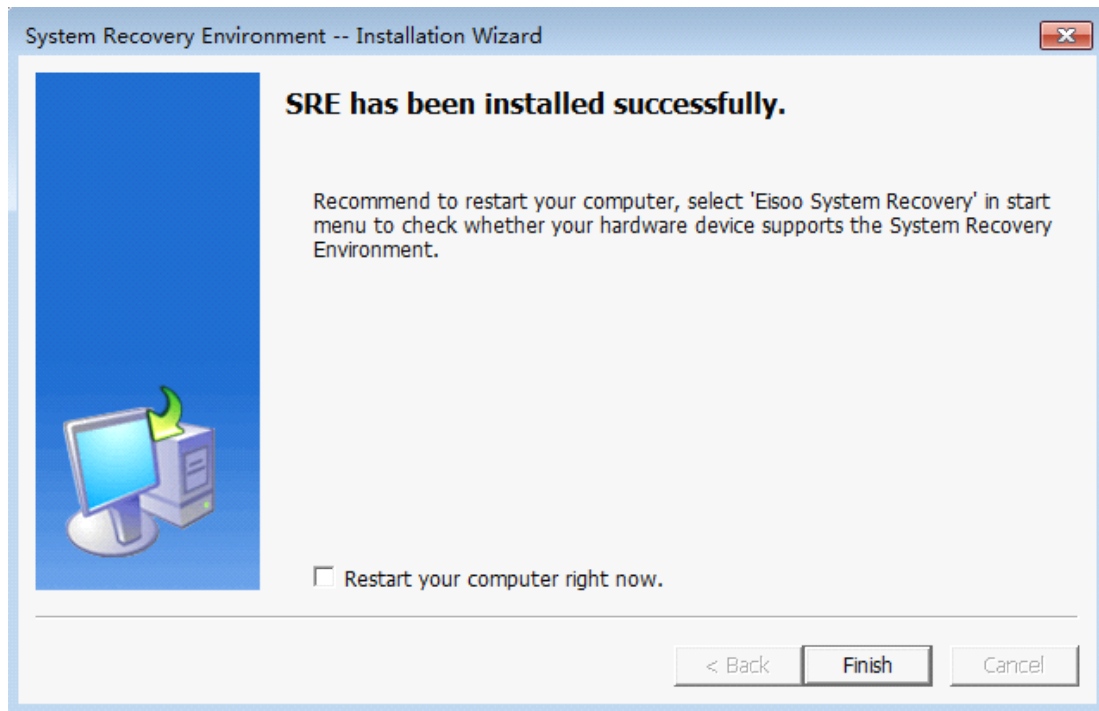 System Recovery Environment -- Installation Wizard
SRE has been installed successfully.
Recommend to restart your computer, select 'Eisoo System Recovery' in start
menu to check whether your hardware device supports the System Recovery
Environment.
Restart your computer right now.
< Back
Finish
Cancel